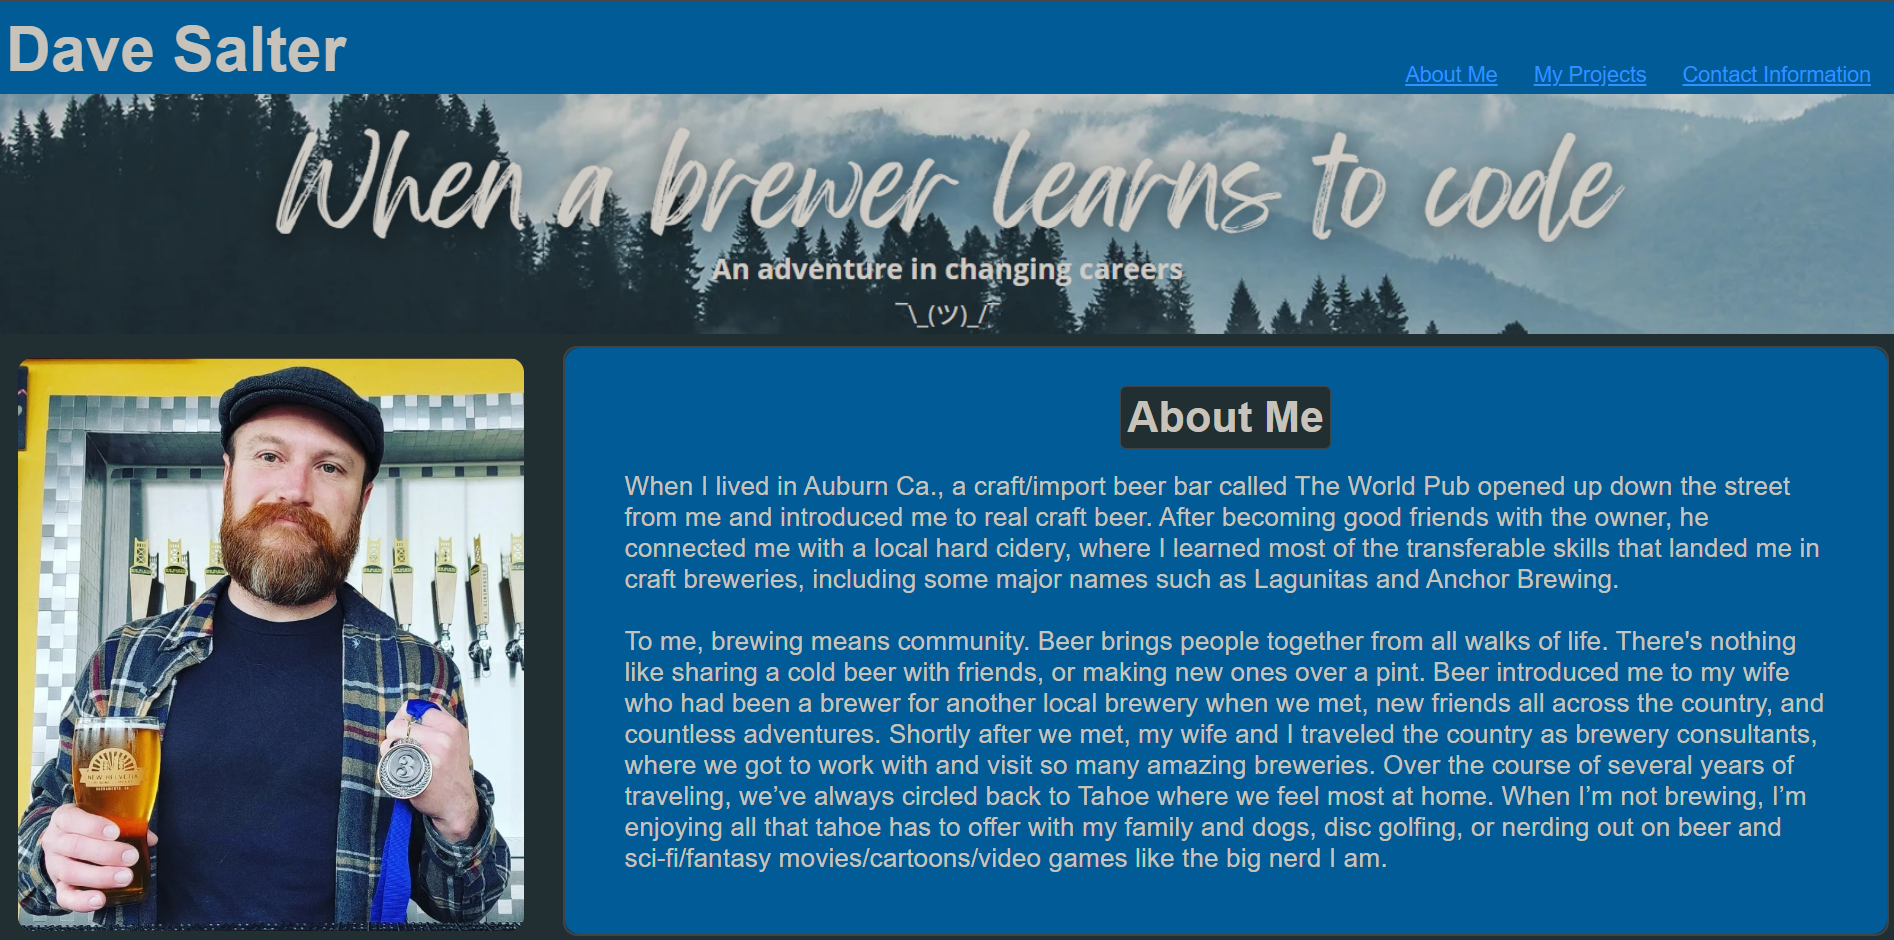 Dave Salter
About Me My Projects Contact Information
When a brewer learns to code
An adventure in changing careers
¯\_(ツ)_/¯
NEW HELVETIA
SACRAMENTO, CA
3
About Me
When I lived in Auburn Ca., a craft/import beer bar called The World Pub opened up down the street
from me and introduced me to real craft beer. After becoming good friends with the owner, he
connected me with a local hard cidery, where I learned most of the transferable skills that landed me in
craft breweries, including some major names such as Lagunitas and Anchor Brewing.
To me, brewing means community. Beer brings people together from all walks of life. There's nothing
like sharing a cold beer with friends, or making new ones over a pint. Beer introduced me to my wife
who had been a brewer for another local brewery when we met, new friends all across the country, and
countless adventures. Shortly after we met, my wife and I traveled the country as brewery consultants,
where we got to work with and visit so many amazing breweries. Over the course of several years of
traveling, we’ve always circled back to Tahoe where we feel most at home. When I’m not brewing, I’m
enjoying all that tahoe has to offer with my family and dogs, disc golfing, or nerding out on beer and
sci-fi/fantasy movies/cartoons/video games like the big nerd I am.